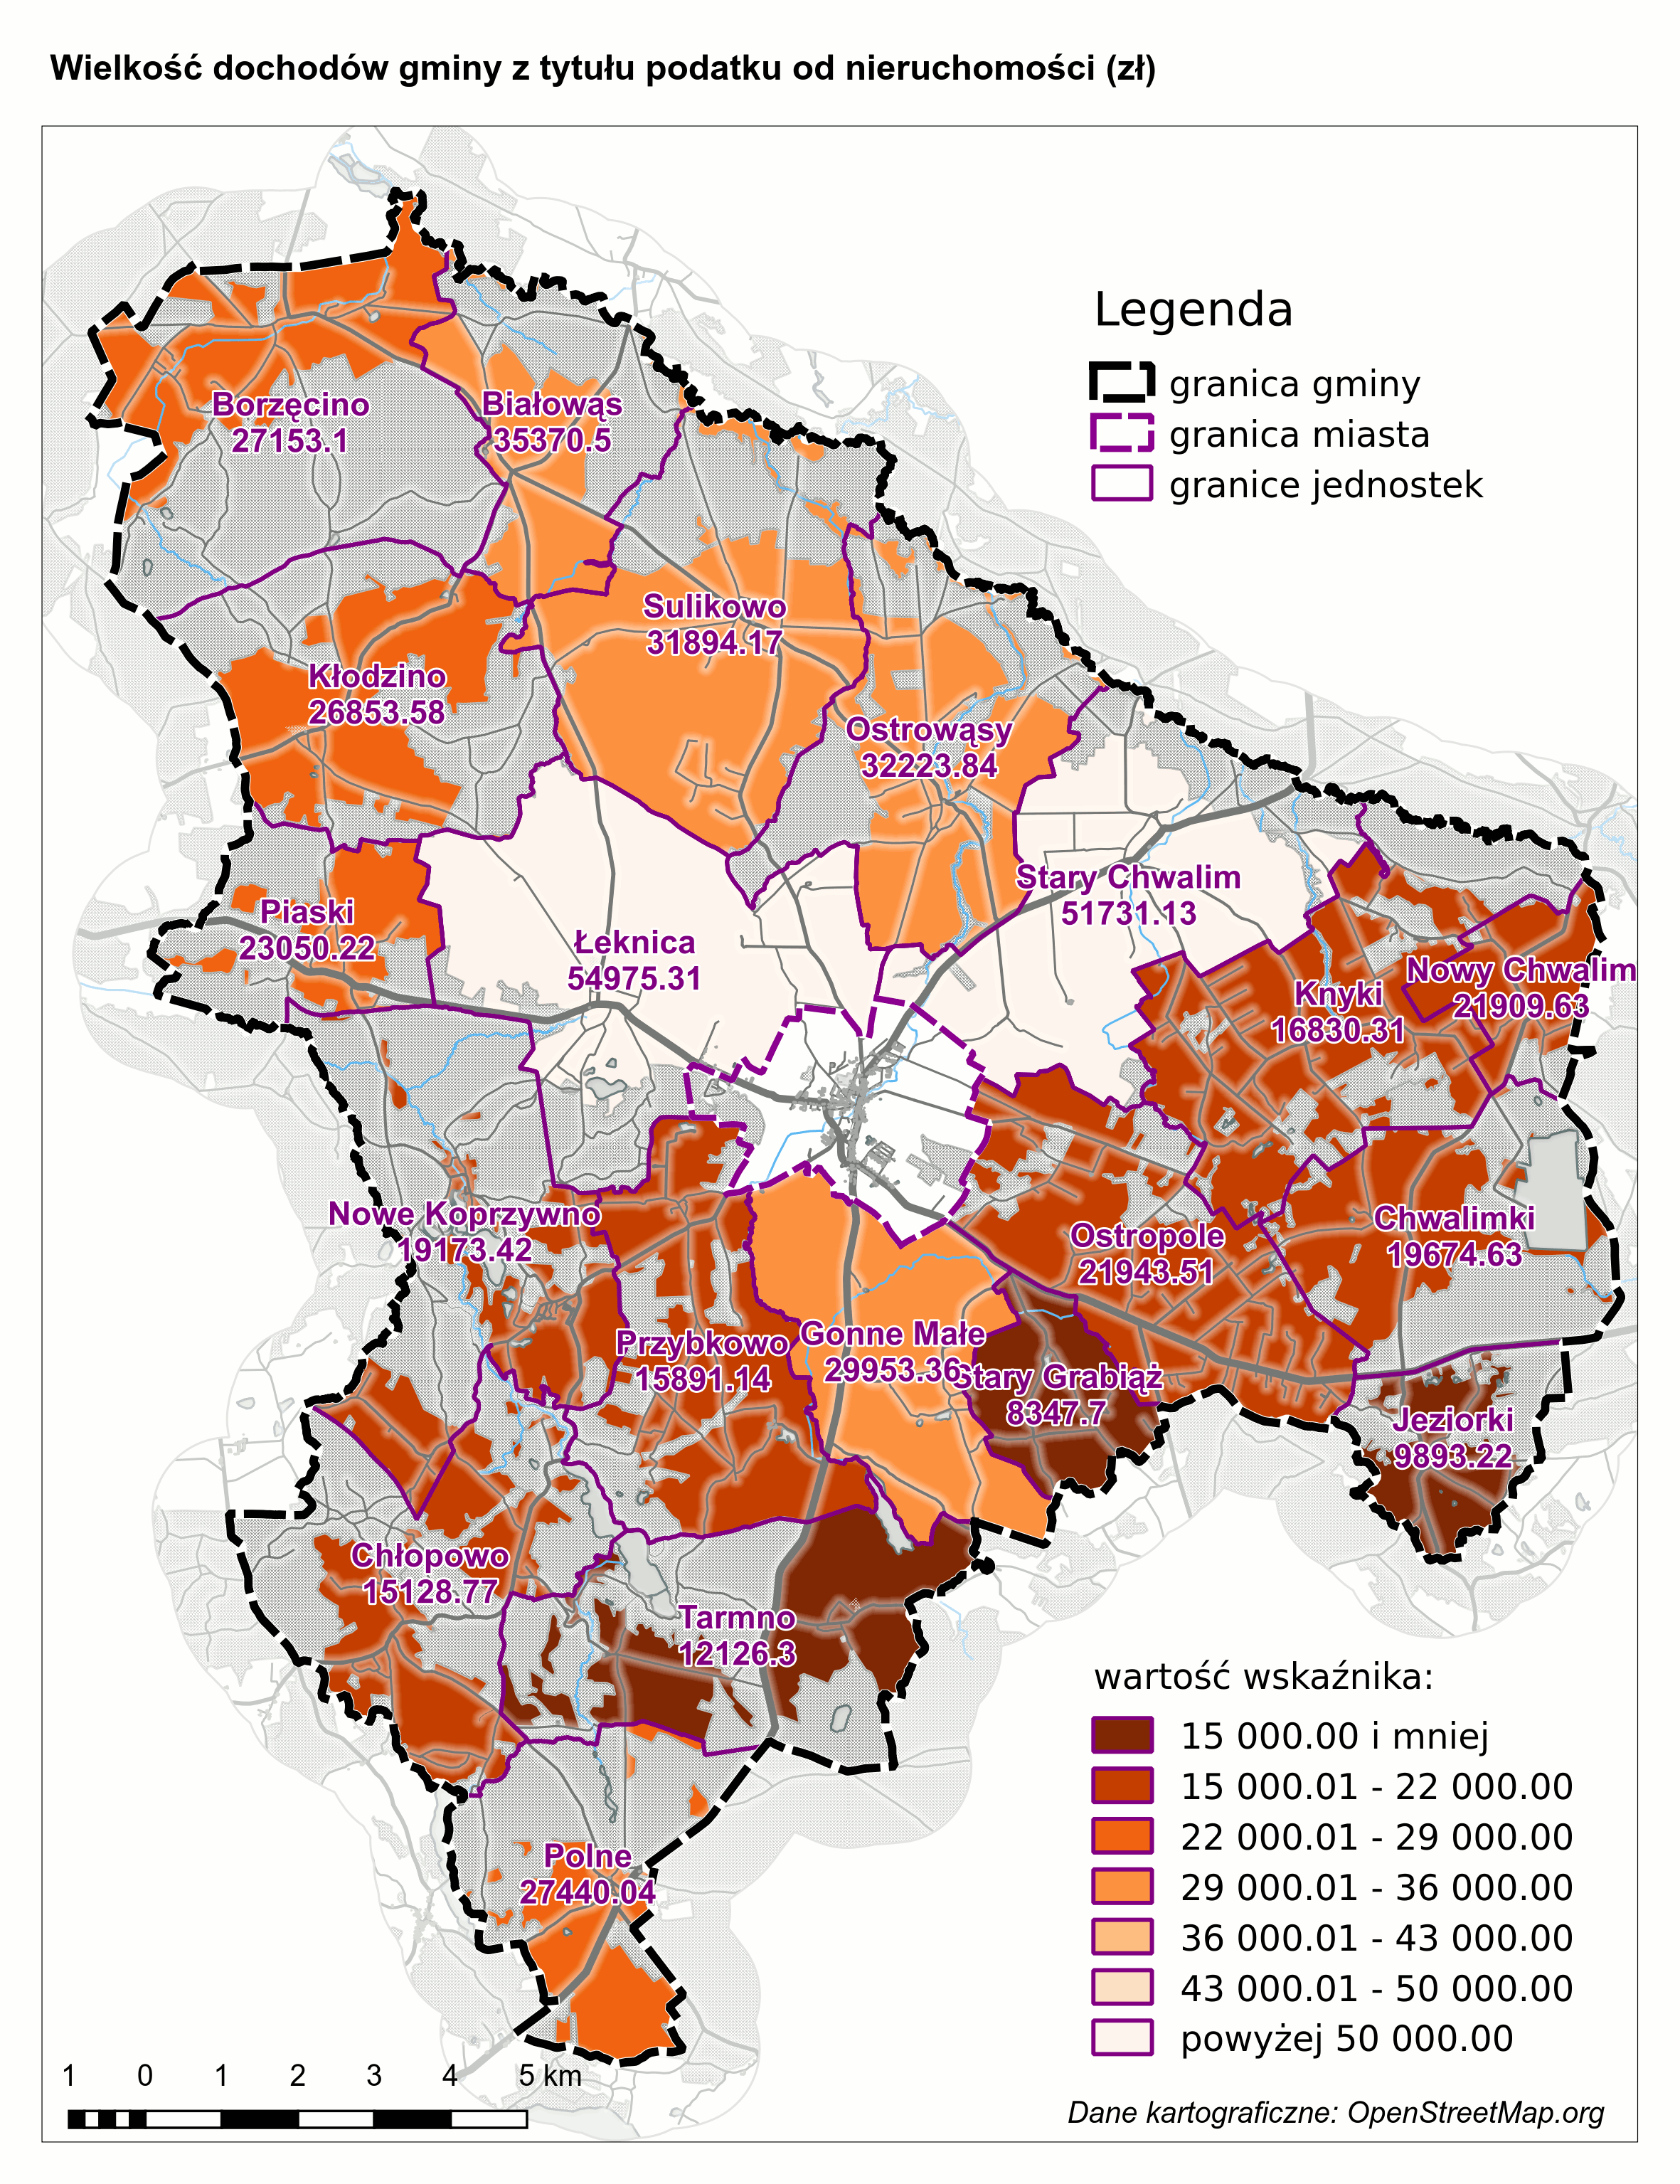 Wielkość dochodów gminy z tytułu podatku od nieruchomości (zł)
Legenda
granica gminy
granica miasta
granice jednostek
Borzęcino
27153.1
Białowąs
35370.5
Sulikowo
31894.17
Kłodzino
26853.58
Ostrowąsy
32223.84
Stary Chwalim
51731.13
Piaski
23050.22
Łeknica
54975.31
Nowy Chwalim
21909.63
Knyki
16830.31
Nowe Koprzywno
19173.42
Ostropole
21943.51
Chwalimki
19674.63
Przybkowo
15891.14
Gonne Małe
29953.36
Stary Grabiąż
8347.7
Jeziorki
9893.22
Chłopowo
15128.77
Tarmno
12126.3
Polne
27440.04
wartość wskaźnika:
15 000.00 i mniej
15 000.01 - 22 000.00
22 000.01 - 29 000.00
29 000.01 - 36 000.00
36 000.01 - 43 000.00
43 000.01 - 50 000.00
powyżej 50 000.00
1 0 1 2 3 4 5 km
Dane kartograficzne: OpenStreetMap.org